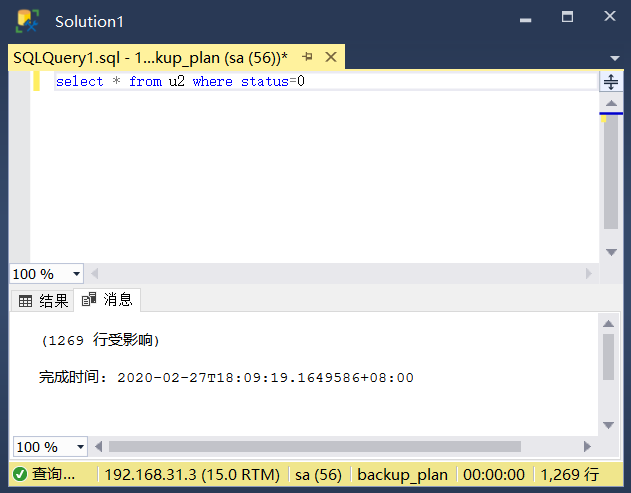 Solution1
SQLQuery1.sql - 1...kup_plan (sa (56))*
select * from u2 where status=0
100 %
结果 消息
(1269 行受影响)
完成时间: 2020-02-27T18:09:19.1649586+08:00
100 %
查询... 192.168.31.3 (15.0 RTM) sa (56) backup_plan 00:00:00 1,269 行